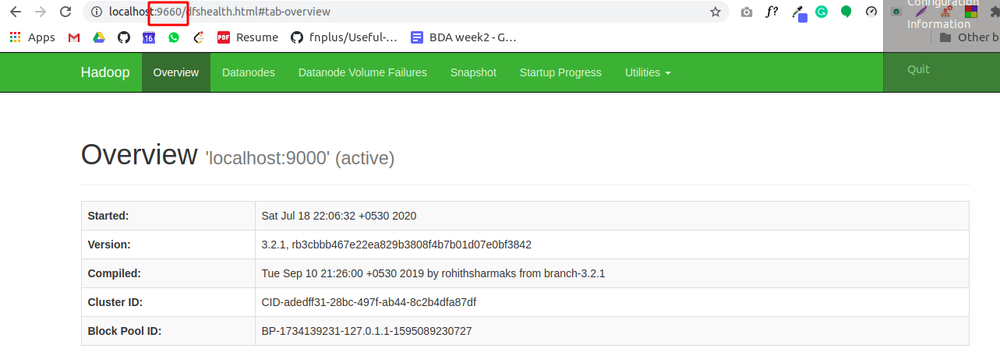 Configuration
localhost:9660/dfshealth.html#tab-overview
f?
Information
Apps
16
PDF Resume
fnplus/Useful-...
BDA week2 - G...
Other b
Quit
Hadoop Overview Datanodes Datanode Volume Failures Snapshot Startup Progress Utilities
Overview 'localhost:9000' (active)
Started: Sat Jul 18 22:06:32 +0530 2020
Version: 3.2.1, rb3cbbb467e22ea829b3808f4b7b01d07e0bf3842
Compiled: Tue Sep 10 21:26:00 +0530 2019 by rohithsharmaks from branch-3.2.1
Cluster ID: CID-adedff31-28bc-497f-ab44-8c2b4dfa87df
Block Pool ID: BP-1734139231-127.0.1.1-1595089230727